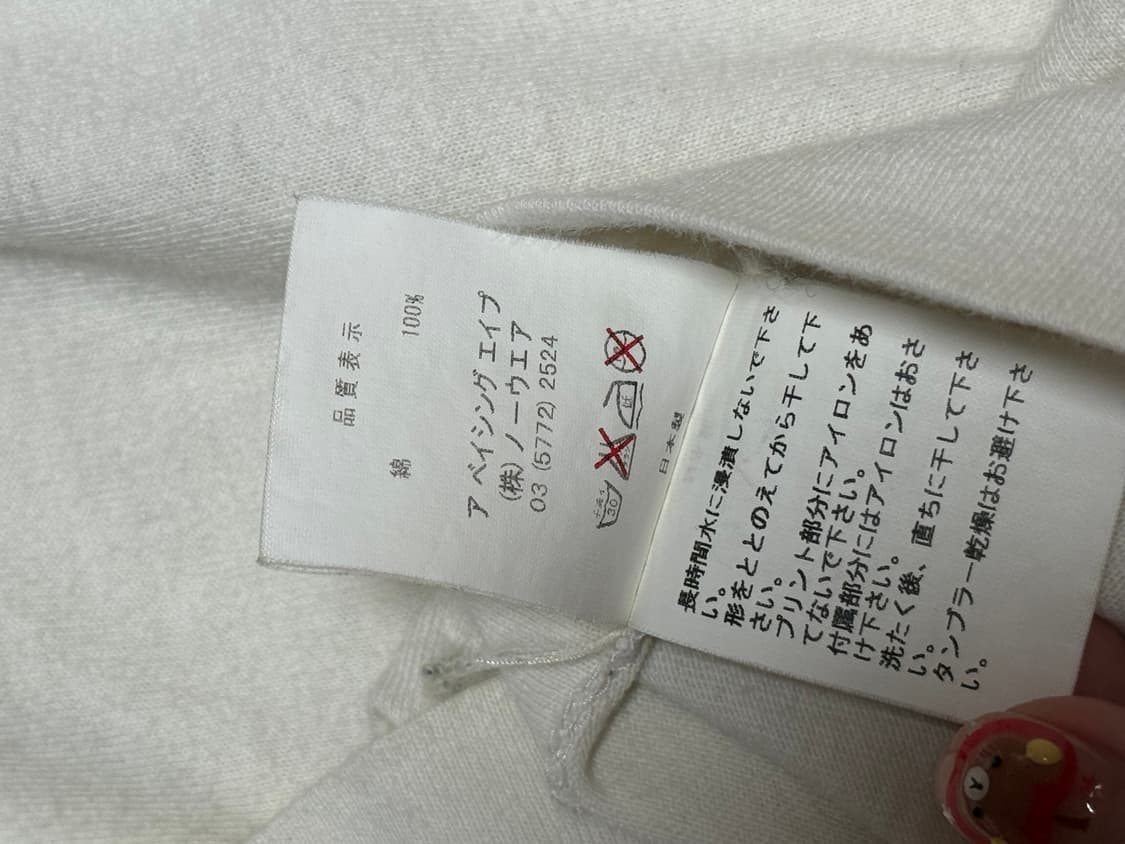 品質表示
綿 100%
ア ベイシング エイプ
(株)ノーウエア
03 (5772) 2524
30
低
日本製
長時間水に浸漬しないで下さ
い。
形をととのえてから干して下
さい。
プリント部分にアイロンをあ
てないで下さい。
付属部分にはアイロンはおさ
け下さい。
洗たく後、直ちに干して下さ
い。
タンブラー乾燥はお避け下さ
い。